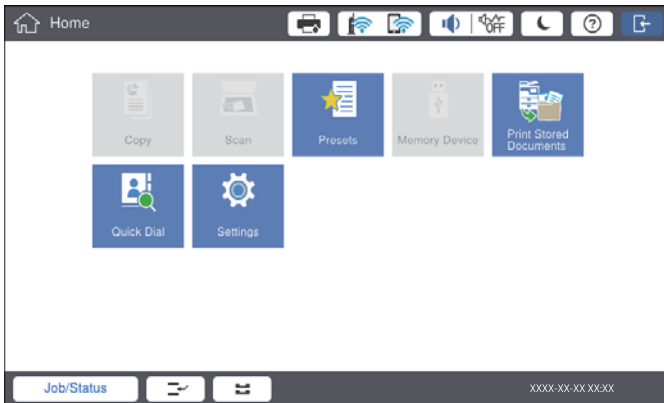 Home
OFF
?
Copy
Scan
Presets
Memory Device
Print Stored
Documents
Quick Dial
Settings
Job/Status
XXXX-XX-XX XX:XX